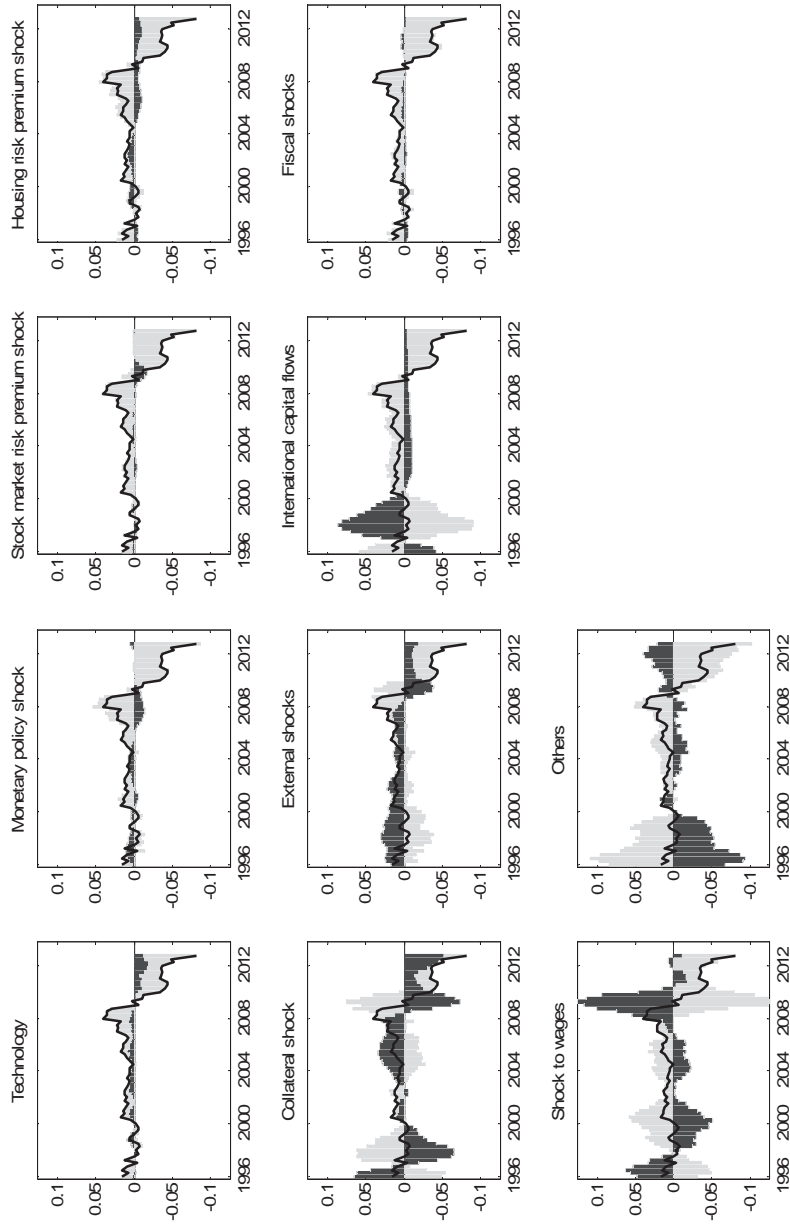 Technology
0.1
0.05
0
-0.05
-0.1
1996 2000 2004 2008 2012
Monetary policy shock
0.1
0.05
0
-0.05
-0.1
1996 2000 2004 2008 2012
Stock market risk premium shock
0.1
0.05
0
-0.05
-0.1
1996 2000 2004 2008 2012
Housing risk premium shock
0.1
0.05
0
-0.05
-0.1
1996 2000 2004 2008 2012
Collateral shock
0.1
0.05
0
-0.05
-0.1
1996 2000 2004 2008 2012
External shocks
0.1
0.05
0
-0.05
-0.1
1996 2000 2004 2008 2012
International capital flows
0.1
0.05
0
-0.05
-0.1
1996 2000 2004 2008 2012
Fiscal shocks
0.1
0.05
0
-0.05
-0.1
1996 2000 2004 2008 2012
Shock to wages
0.1
0.05
0
-0.05
-0.1
1996 2000 2004 2008 2012
Others
0.1
0.05
0
-0.05
-0.1
1996 2000 2004 2008 2012